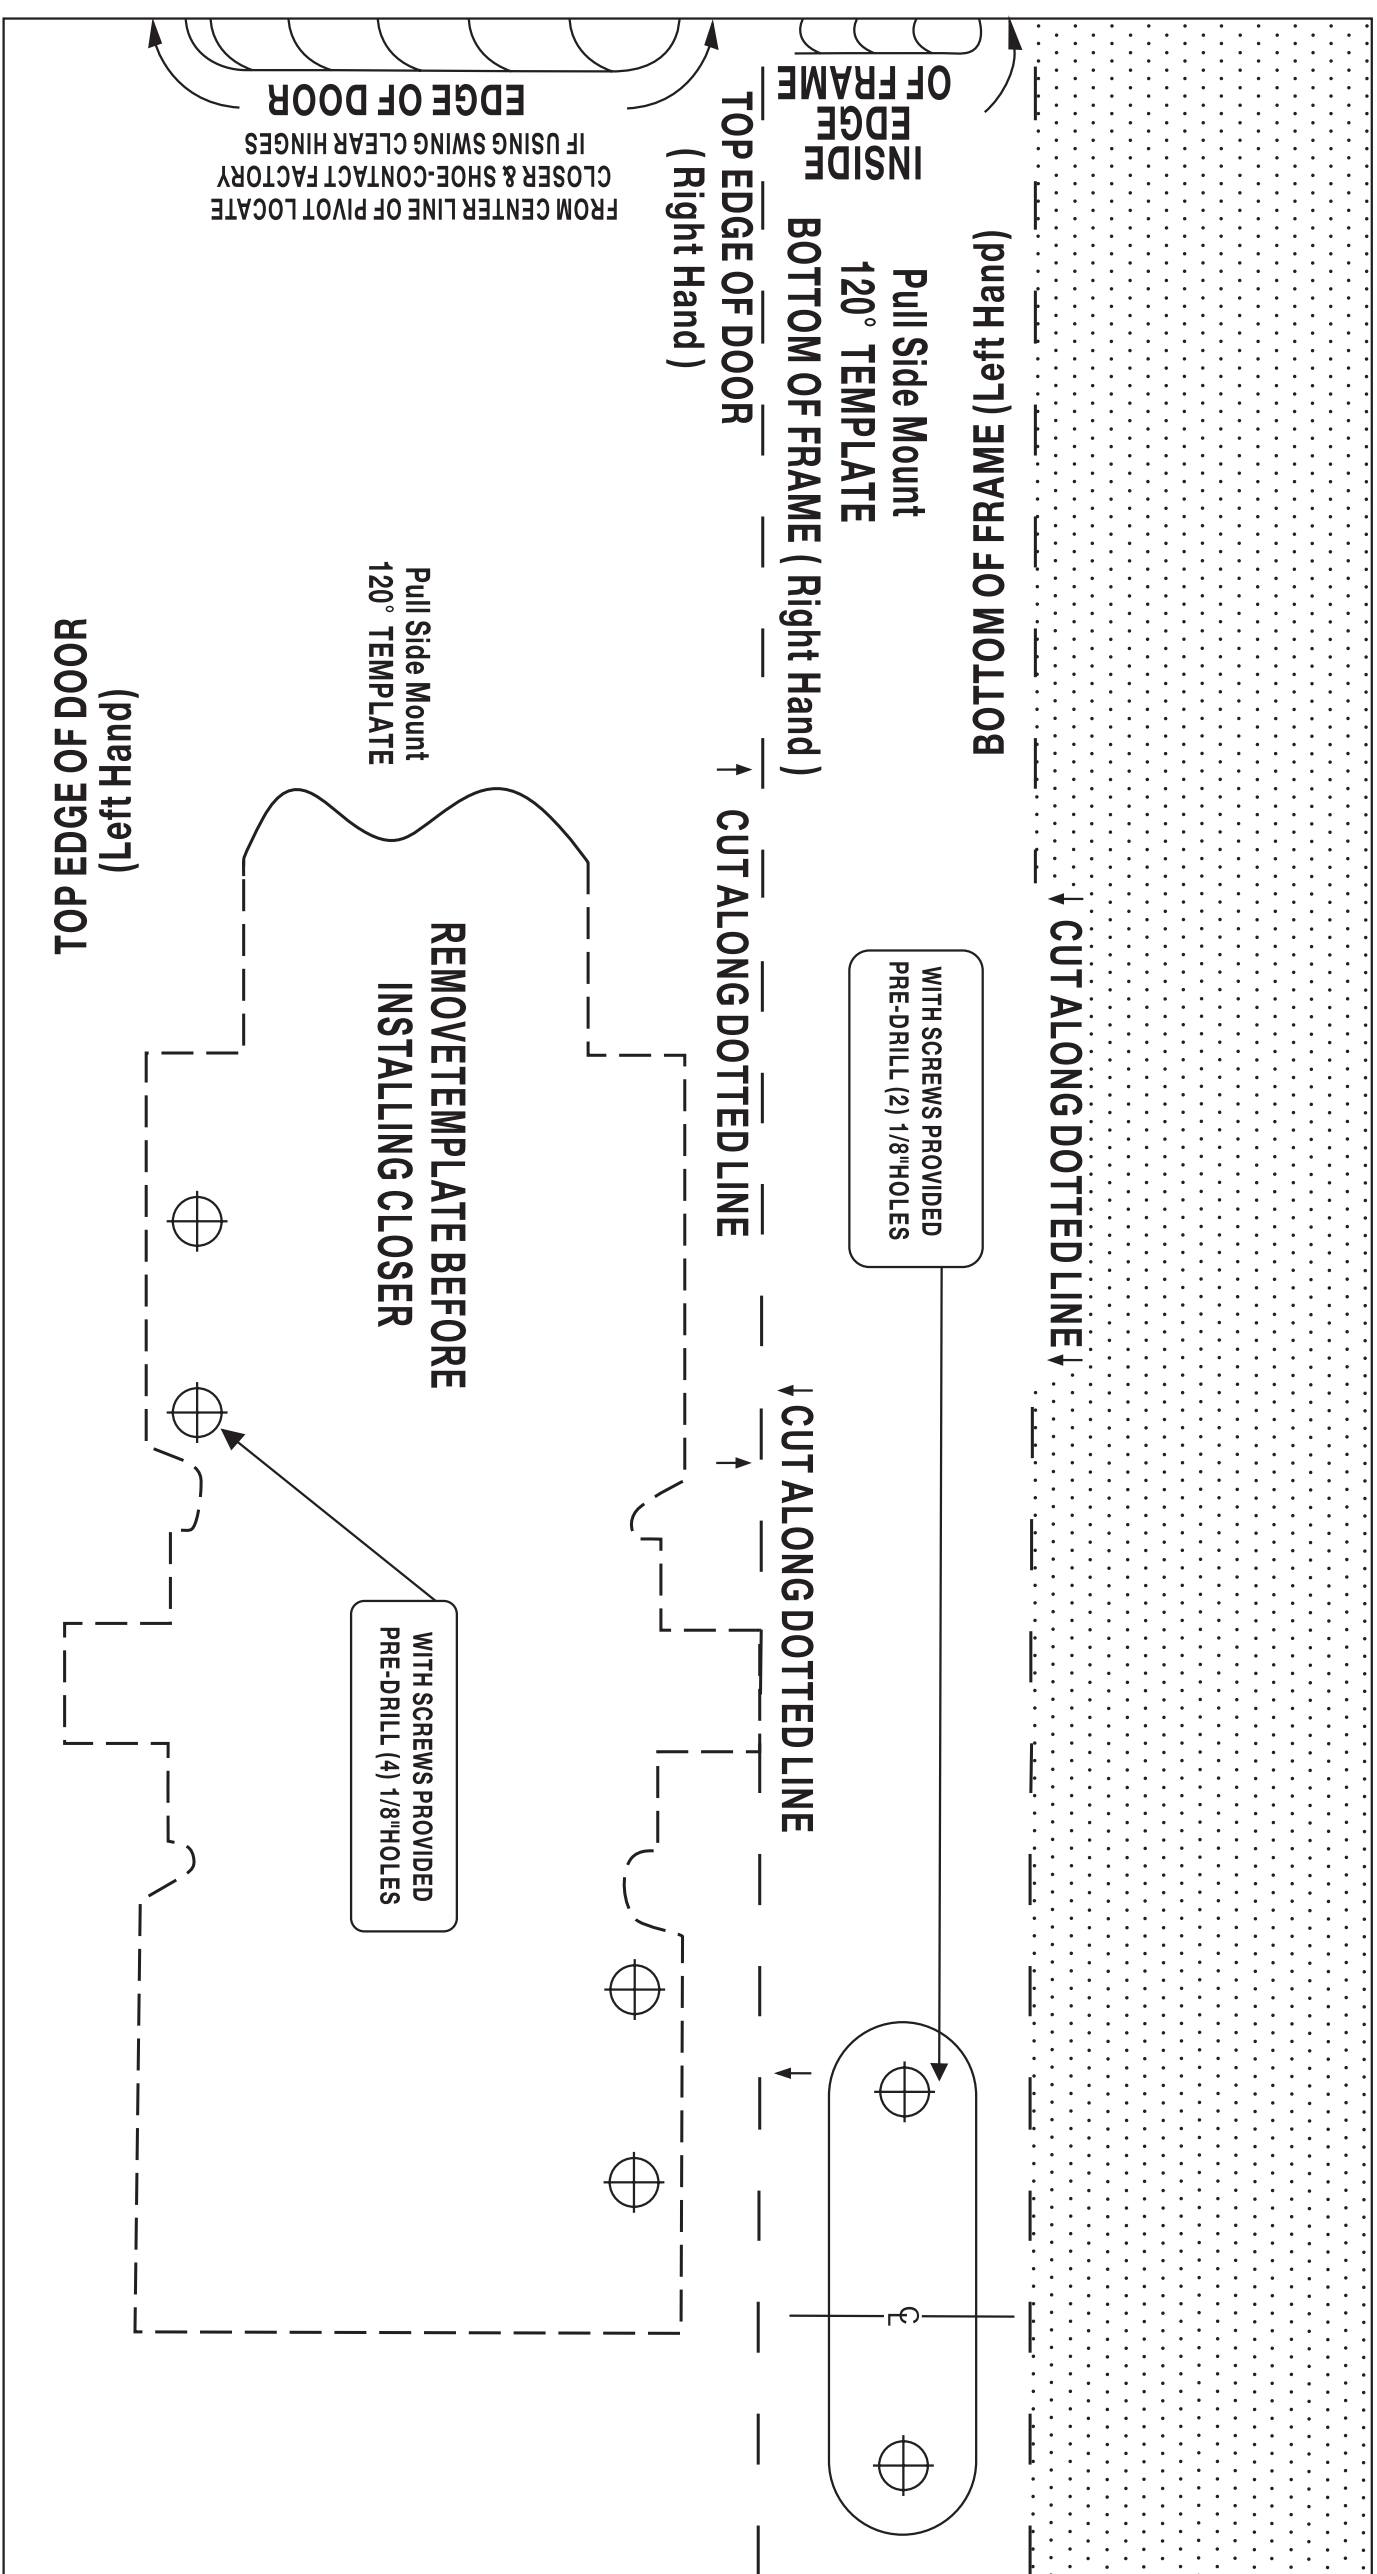 EDGE OF DOOR
IF USING SWING CLEAR HINGES
CLOSER & SHOE-CONTACT FACTORY
FROM CENTER LINE OF PIVOT LOCATE
INSIDE
EDGE
OF FRAME
TOP EDGE OF DOOR
( Right Hand )
BOTTOM OF FRAME ( Right Hand )
Pull Side Mount
120° TEMPLATE
BOTTOM OF FRAME (Left Hand)
Pull Side Mount
120° TEMPLATE
TOP EDGE OF DOOR
(Left Hand)
CUT ALONG DOTTED LINE
CUT ALONG DOTTED LINE
CUT ALONG DOTTED LINE
REMOVETEMPLATE BEFORE
INSTALLING CLOSER
WITH SCREWS PROVIDED
PRE-DRILL (2) 1/8"HOLES
WITH SCREWS PROVIDED
PRE-DRILL (4) 1/8"HOLES
CL